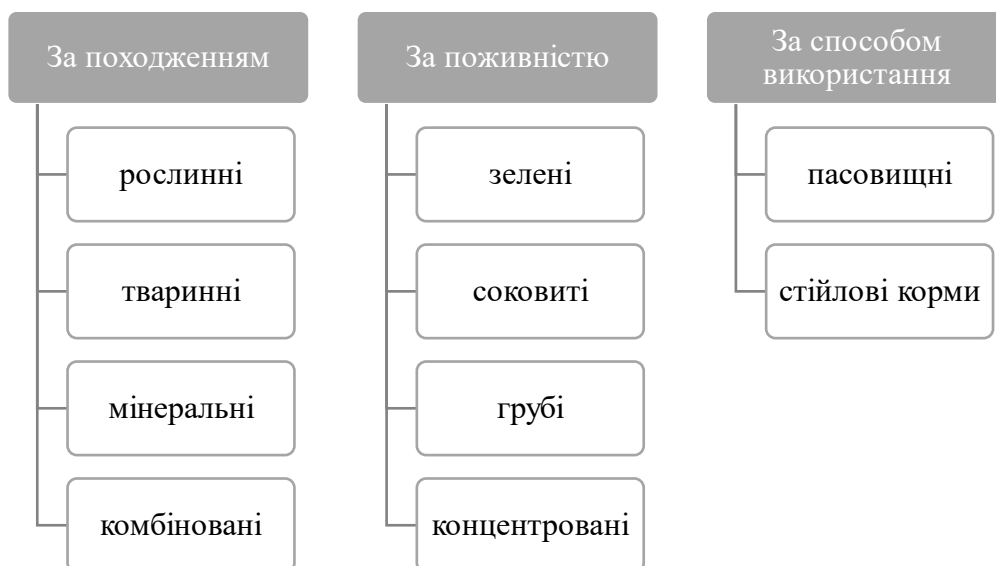 За походженням
рослинні
тваринні
мінеральні
комбіновані
За поживністю
зелені
соковиті
грубі
концентровані
За способом
використання
пасовищні
стійлові корми